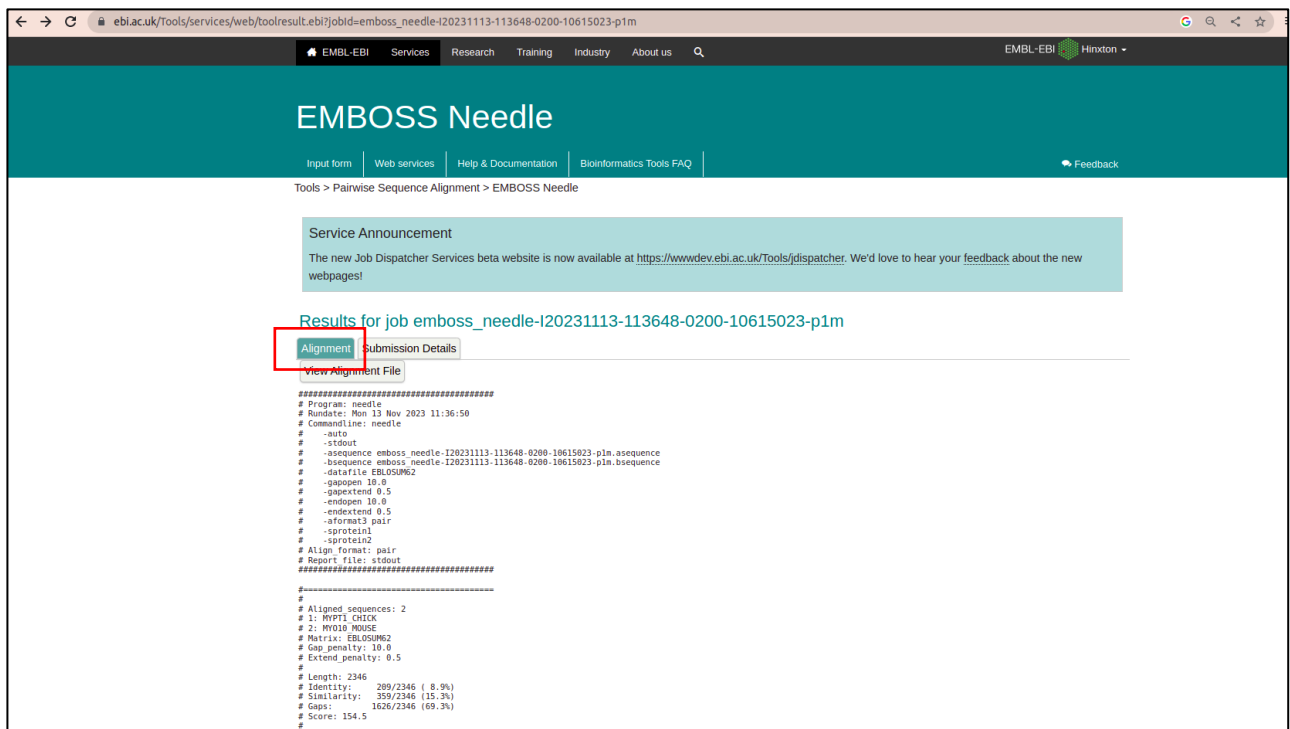 ebi.ac.uk/Tools/services/web/toolresult.ebi?jobId=emboss_needle-I20231113-113648-0200-10615023-p1m
EMBL-EBI Services Research Training Industry About us EMBL-EBI Hinxton
EMBOSS Needle
Input form Web services Help & Documentation Bioinformatics Tools FAQ Feedback
Tools > Pairwise Sequence Alignment > EMBOSS Needle
Service Announcement
The new Job Dispatcher Services beta website is now available at https://wwwdev.ebi.ac.uk/Tools/jdispatcher. We'd love to hear your feedback about the new
webpages!
Results for job emboss_needle-I20231113-113648-0200-10615023-p1m
Alignment Submission Details
View Alignment File
########################################
# Program: needle
# Rundate: Mon 13 Nov 2023 11:36:50
# Commandline: needle
# -auto
# -stdout
# -asequence emboss_needle-I20231113-113648-0200-10615023-p1m.asequence
# -bsequence emboss_needle-I20231113-113648-0200-10615023-p1m.bsequence
# -datafile EBLOSUM62
# -gapopen 10.0
# -gapextend 0.5
# -endopen 10.0
# -endextend 0.5
# -aformat3 pair
# -sprotein1
# -sprotein2
# Align_format: pair
# Report_file: stdout
########################################
#=======================================
#
# Aligned_sequences: 2
# 1: MYPT1_CHICK
# 2: MYO10_MOUSE
# Matrix: EBLOSUM62
# Gap_penalty: 10.0
# Extend_penalty: 0.5
#
# Length: 2346
# Identity: 209/2346 ( 8.9%)
# Similarity: 359/2346 (15.3%)
# Gaps: 1626/2346 (69.3%)
# Score: 154.5
#